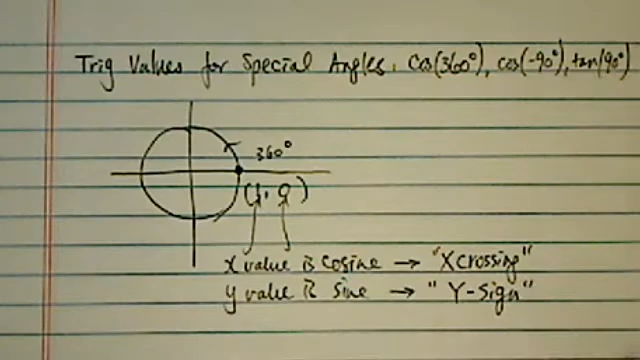 Trig Values for Special Angles: Cos(360°), cos(-90°), tan(90°)
360°
(1, 0)
x value is cosine → "Xcrossing"
y value is sine → "Y-Sign"